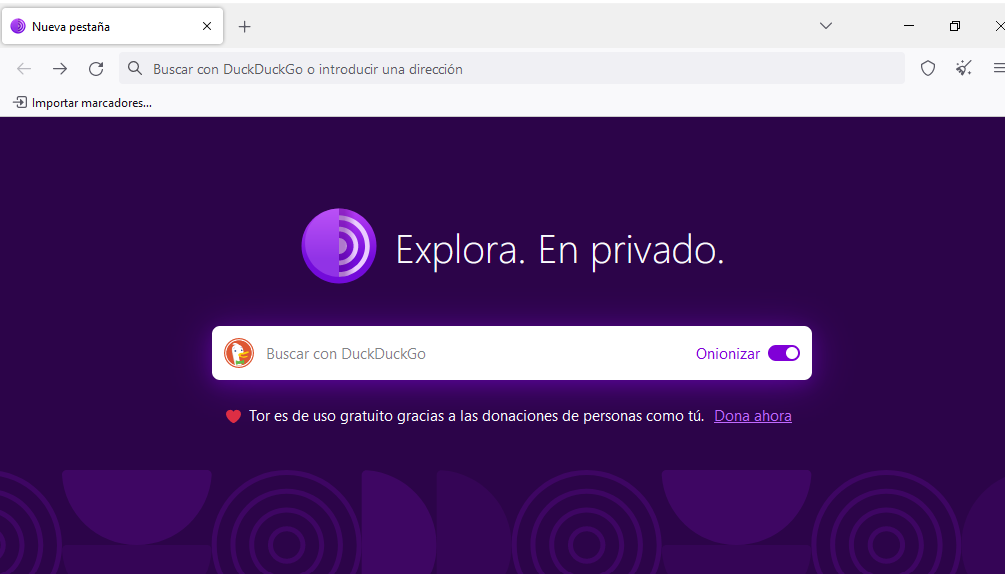 Nueva pestaña
Buscar con DuckDuckGo o introducir una dirección
Importar marcadores...
Explora. En privado.
Buscar con DuckDuckGo Onionizar
Tor es de uso gratuito gracias a las donaciones de personas como tú. Dona ahora